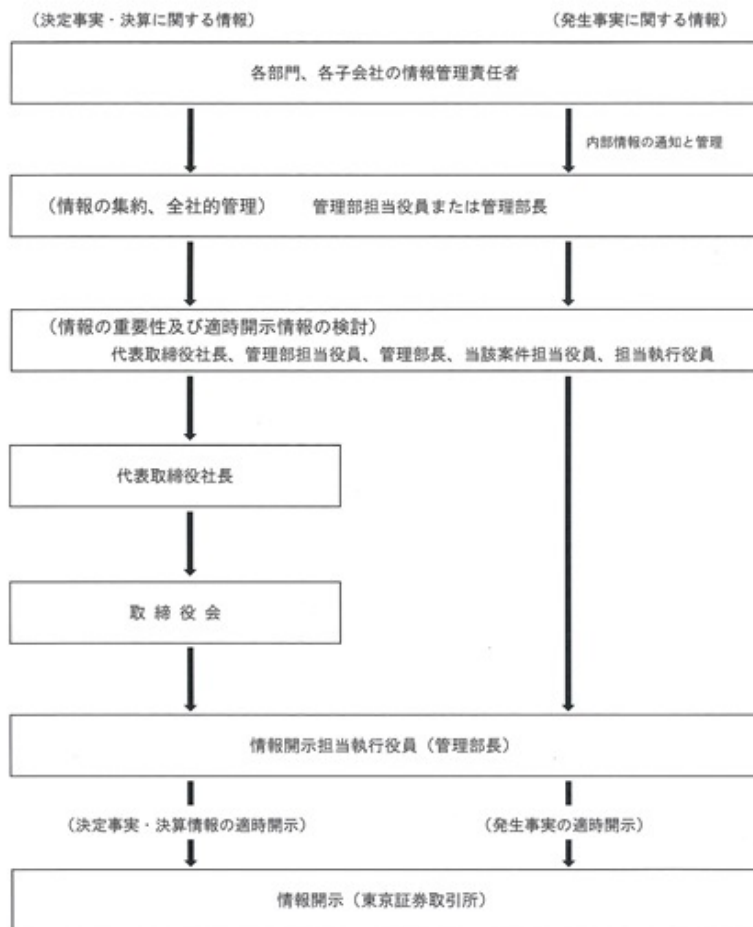 （決定事実・決算に関する情報）
（発生事実に関する情報）
各部門、各子会社の情報管理責任者
内部情報の通知と管理
（情報の集約、全社的管理）　管理部担当役員または管理部長
（情報の重要性及び適時開示情報の検討）
代表取締役社長、管理部担当役員、管理部長、当該案件担当役員、担当執行役員
代表取締役社長
取 締 役 会
情報開示担当執行役員（管理部長）
（決定事実・決算情報の適時開示）
（発生事実の適時開示）
情報開示（東京証券取引所）